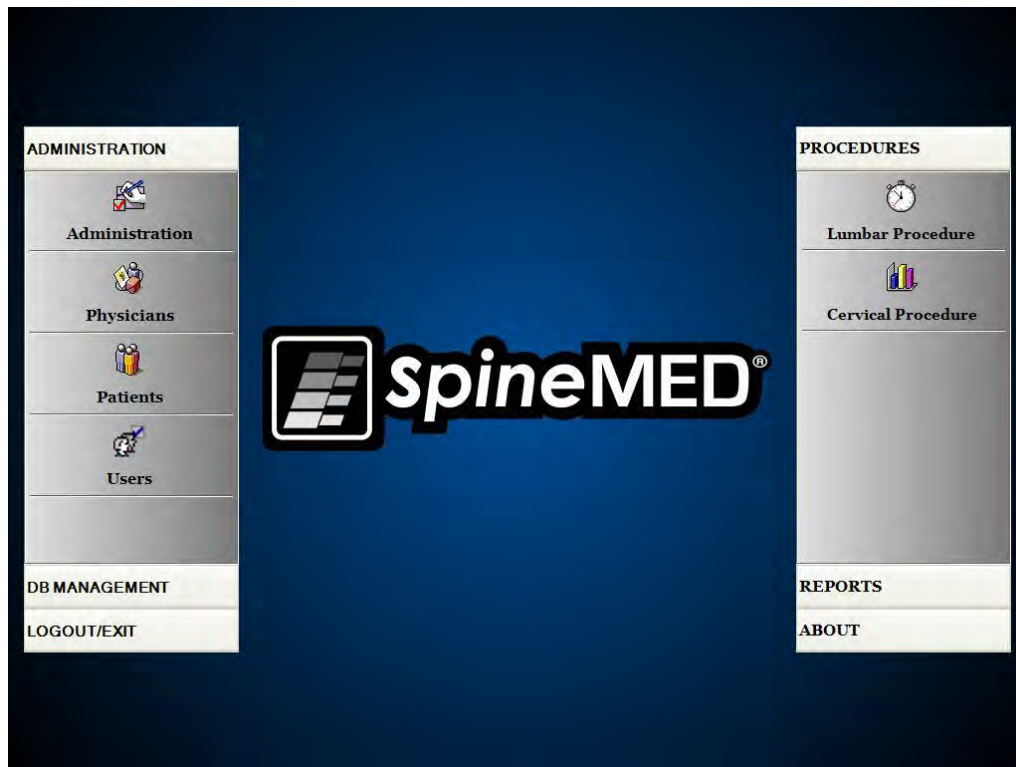 ADMINISTRATION
Administration
Physicians
Patients
Users
DB MANAGEMENT
LOGOUT/EXIT
SpineMED®
PROCEDURES
Lumbar Procedure
Cervical Procedure
REPORTS
ABOUT